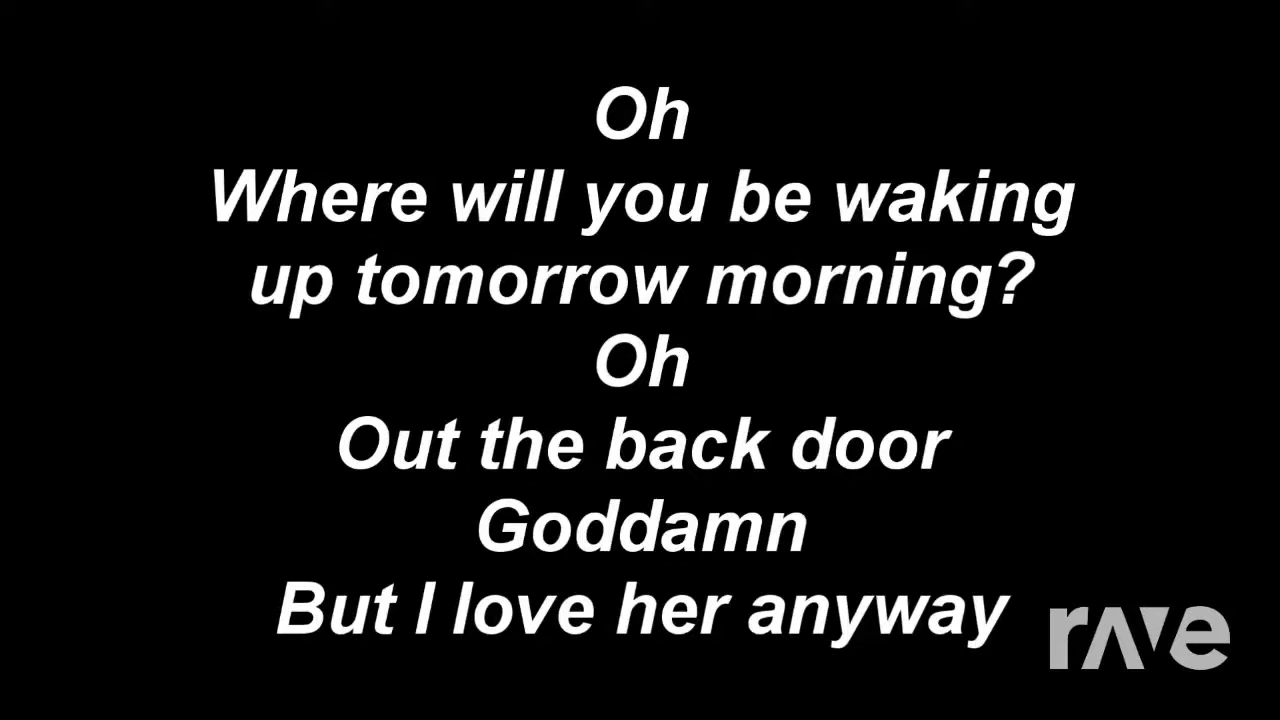 Oh
Where will you be waking
up tomorrow morning?
Oh
Out the back door
Goddamn
But I love her anyway
rave